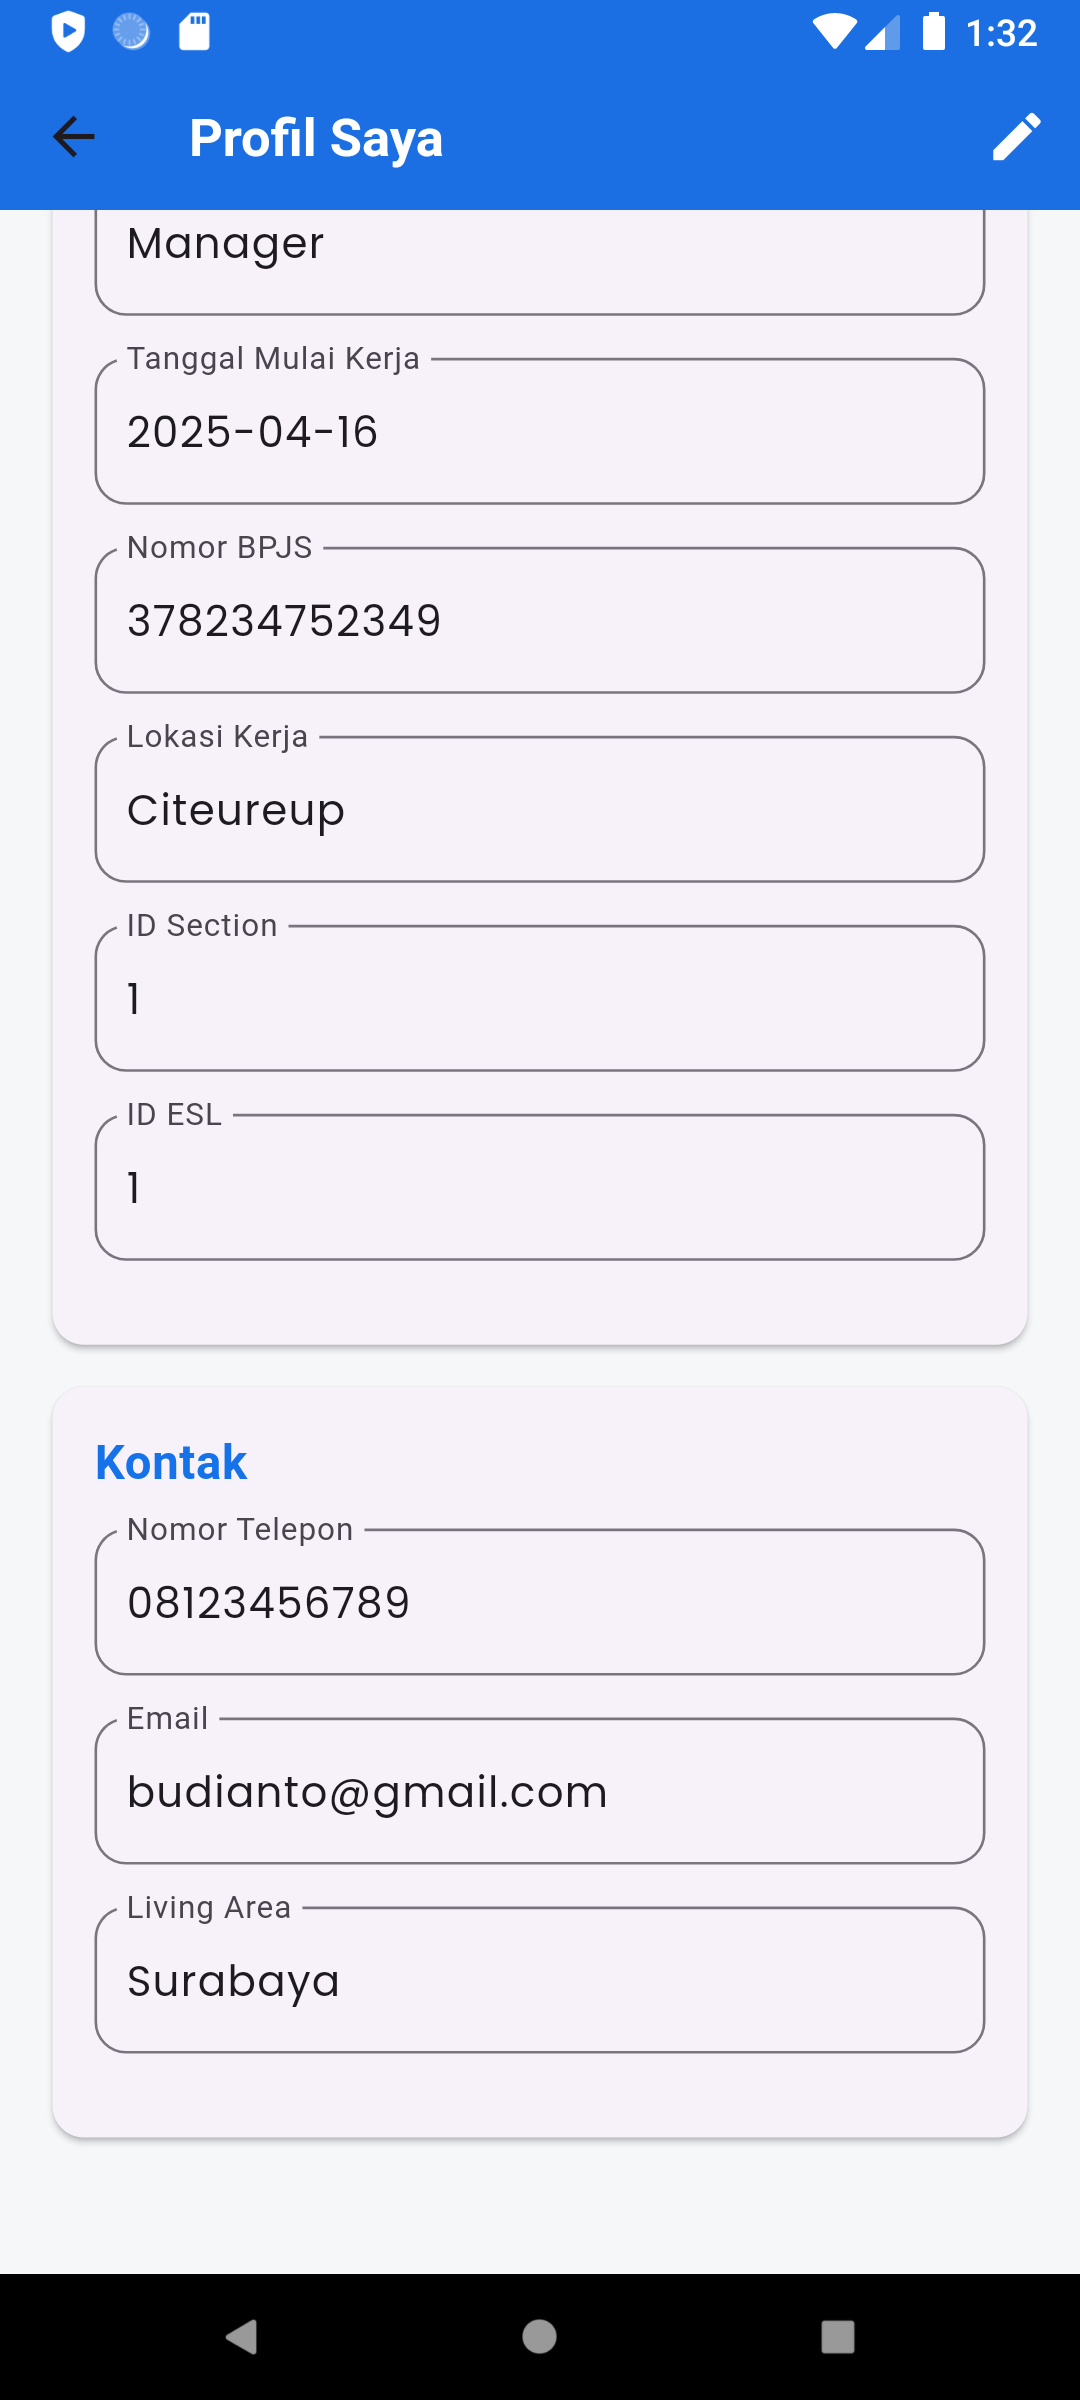 1:32
Profil Saya
Manager
Tanggal Mulai Kerja
2025-04-16
Nomor BPJS
378234752349
Lokasi Kerja
Citeureup
ID Section
1
ID ESL
1
Kontak
Nomor Telepon
08123456789
Email
budianto@gmail.com
Living Area
Surabaya